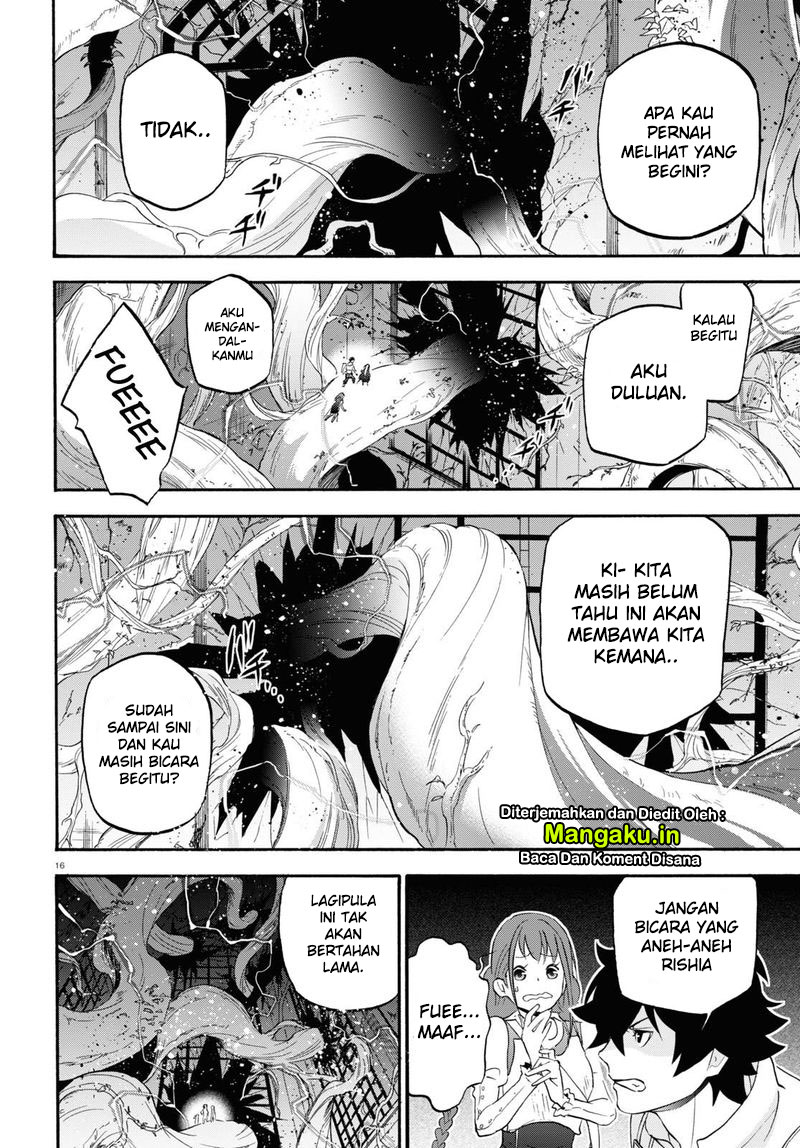 APA KAU
PERNAH
MELIHAT YANG
BEGINI?
TIDAK..
KALAU
BEGITU
AKU
DULUAN.
AKU
MENGAN-
DAL-
KANMU
FUEEEE
KI- KITA
MASIH BELUM
TAHU INI AKAN
MEMBAWA KITA
KEMANA..
SUDAH
SAMPAI SINI
DAN KAU
MASIH BICARA
BEGITU?
Diterjemahkan dan Diedit Oleh :
Mangaku.in
Baca Dan Koment Disana
16
JANGAN
BICARA YANG
ANEH-ANEH
RISHIA
FUEE...
MAAF...
LAGIPULA
INI TAK
AKAN
BERTAHAN
LAMA.